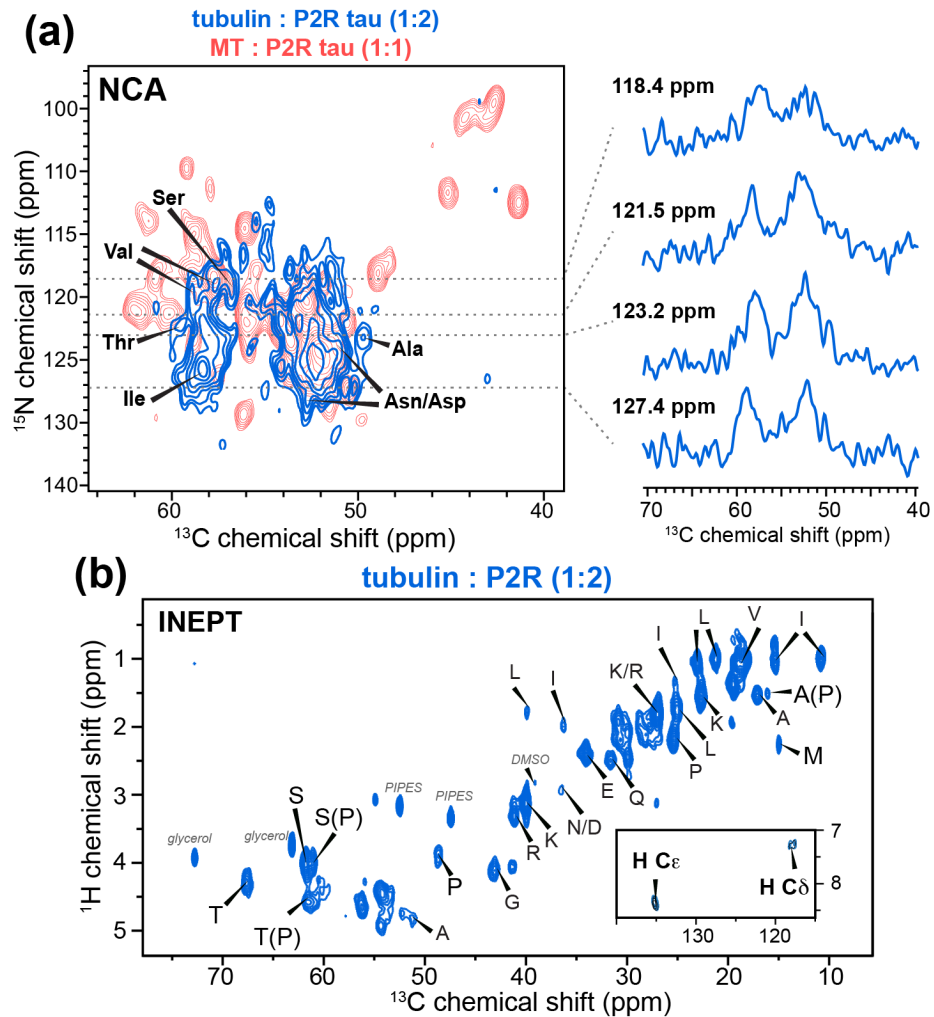 (a)
tubulin : P2R tau (1:2)
MT : P2R tau (1:1)
NCA
100
105
110
115
120
125
130
135
140
15N chemical shift (ppm)
60
50
40
13C chemical shift (ppm)
Ser
Val
Thr
Ile
Ala
Asn/Asp
118.4 ppm
121.5 ppm
123.2 ppm
127.4 ppm
70
60
50
40
13C chemical shift (ppm)
(b)
tubulin : P2R (1:2)
INEPT
1
2
3
4
5
1H chemical shift (ppm)
70
60
50
40
30
20
10
13C chemical shift (ppm)
glycerol
T
glycerol
S
S(P)
T(P)
PIPES
PIPES
P
A
G
L
I
DMSO
R
K
N/D
E
Q
K/R
I
L
V
I
K
L
P
A(P)
A
M
H Cε
H Cδ
7
8
130
120